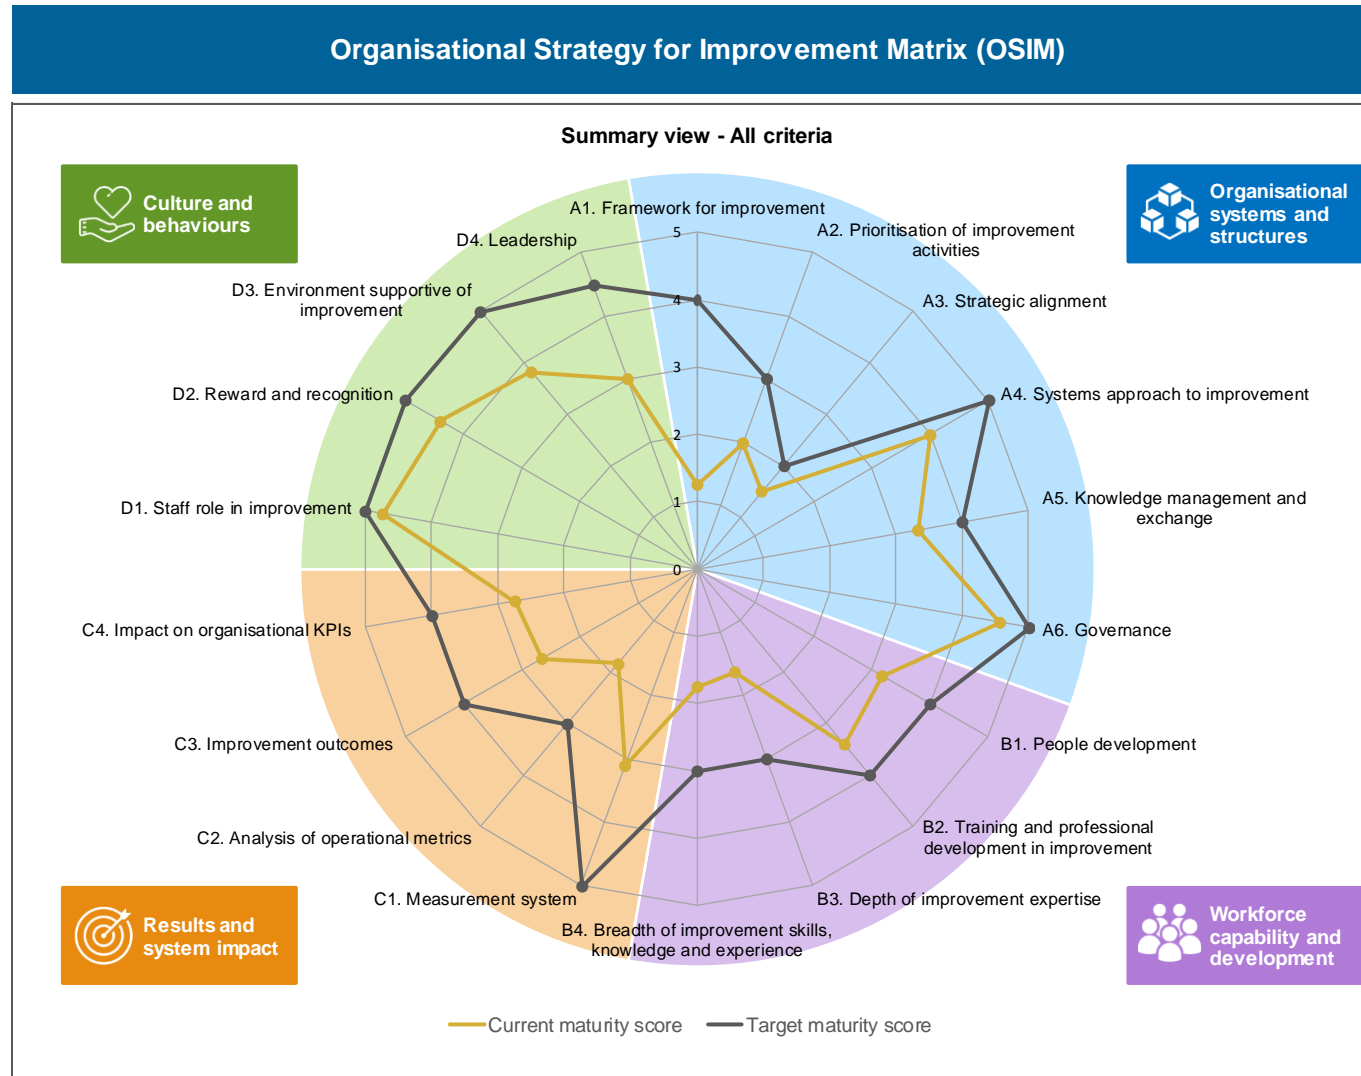 Organisational Strategy for Improvement Matrix (OSIM)
Summary view - All criteria
Culture and
behaviours
Organisational
systems and
structures
A1. Framework for improvement
A2. Prioritisation of improvement
activities
A3. Strategic alignment
A4. Systems approach to improvement
A5. Knowledge management and
exchange
A6. Governance
B1. People development
B2. Training and professional
development in improvement
B3. Depth of improvement expertise
B4. Breadth of improvement skills,
knowledge and experience
C1. Measurement system
C2. Analysis of operational metrics
C3. Improvement outcomes
C4. Impact on organisational KPIs
D1. Staff role in improvement
D2. Reward and recognition
D3. Environment supportive of
improvement
D4. Leadership
5
4
3
2
1
0
Results and
system impact
Workforce
capability and
development
Current maturity score
Target maturity score